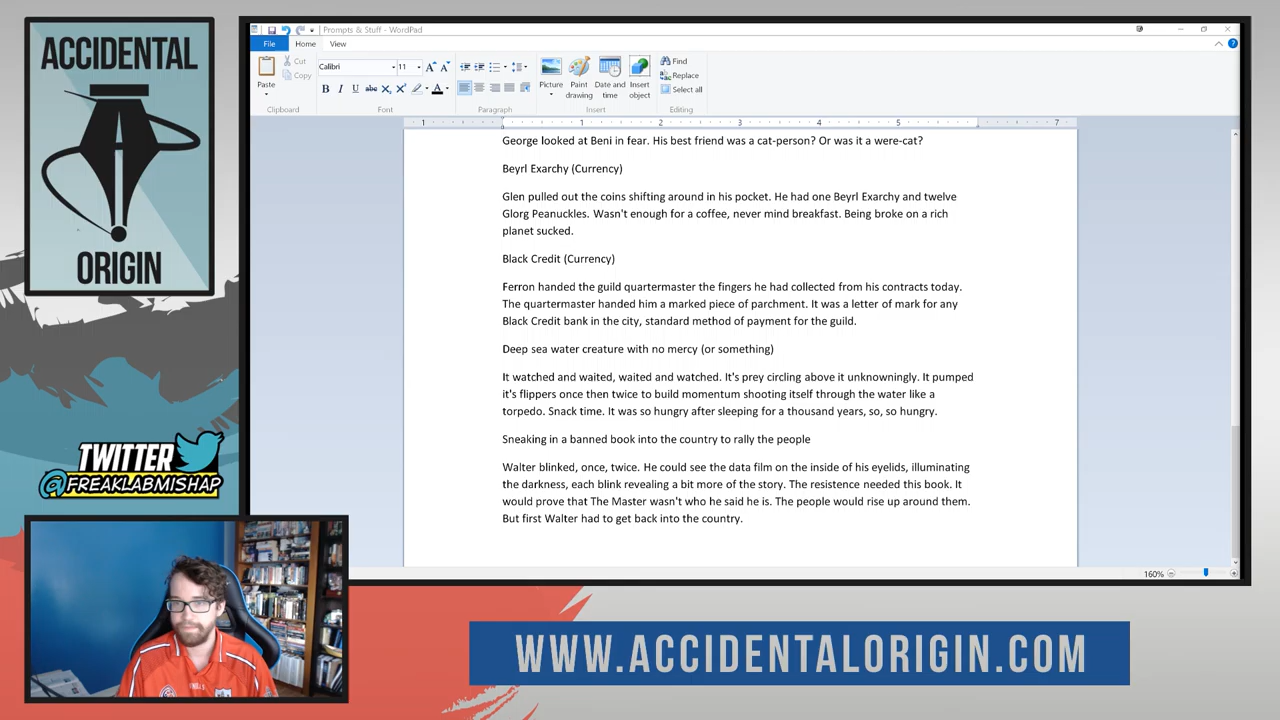 ACCIDENTAL
ORIGIN
Prompts & Stuff - WordPad
File
Home
View
Paste
Cut
Copy
Clipboard
Calibri
11
B I U abc X₂ X² A
Font
Paragraph
Picture
Paint
drawing
Date and
time
Insert
object
Insert
Find
Replace
Select all
Editing
1 1 2 3 4 5 7
George looked at Beni in fear. His best friend was a cat-person? Or was it a were-cat?
Beyrl Exarchy (Currency)
Glen pulled out the coins shifting around in his pocket. He had one Beyrl Exarchy and twelve
Glorg Peanuckles. Wasn't enough for a coffee, never mind breakfast. Being broke on a rich
planet sucked.
Black Credit (Currency)
Ferron handed the guild quartermaster the fingers he had collected from his contracts today.
The quartermaster handed him a marked piece of parchment. It was a letter of mark for any
Black Credit bank in the city, standard method of payment for the guild.
Deep sea water creature with no mercy (or something)
It watched and waited, waited and watched. It's prey circling above it unknowningly. It pumped
it's flippers once then twice to build momentum shooting itself through the water like a
torpedo. Snack time. It was so hungry after sleeping for a thousand years, so, so hungry.
Sneaking in a banned book into the country to rally the people
Walter blinked, once, twice. He could see the data film on the inside of his eyelids, illuminating
the darkness, each blink revealing a bit more of the story. The resistence needed this book. It
would prove that The Master wasn't who he said he is. The people would rise up around them.
But first Walter had to get back into the country.
160%
TWITTER
@FREAKLABMISHAP
WWW.ACCIDENTALORIGIN.COM